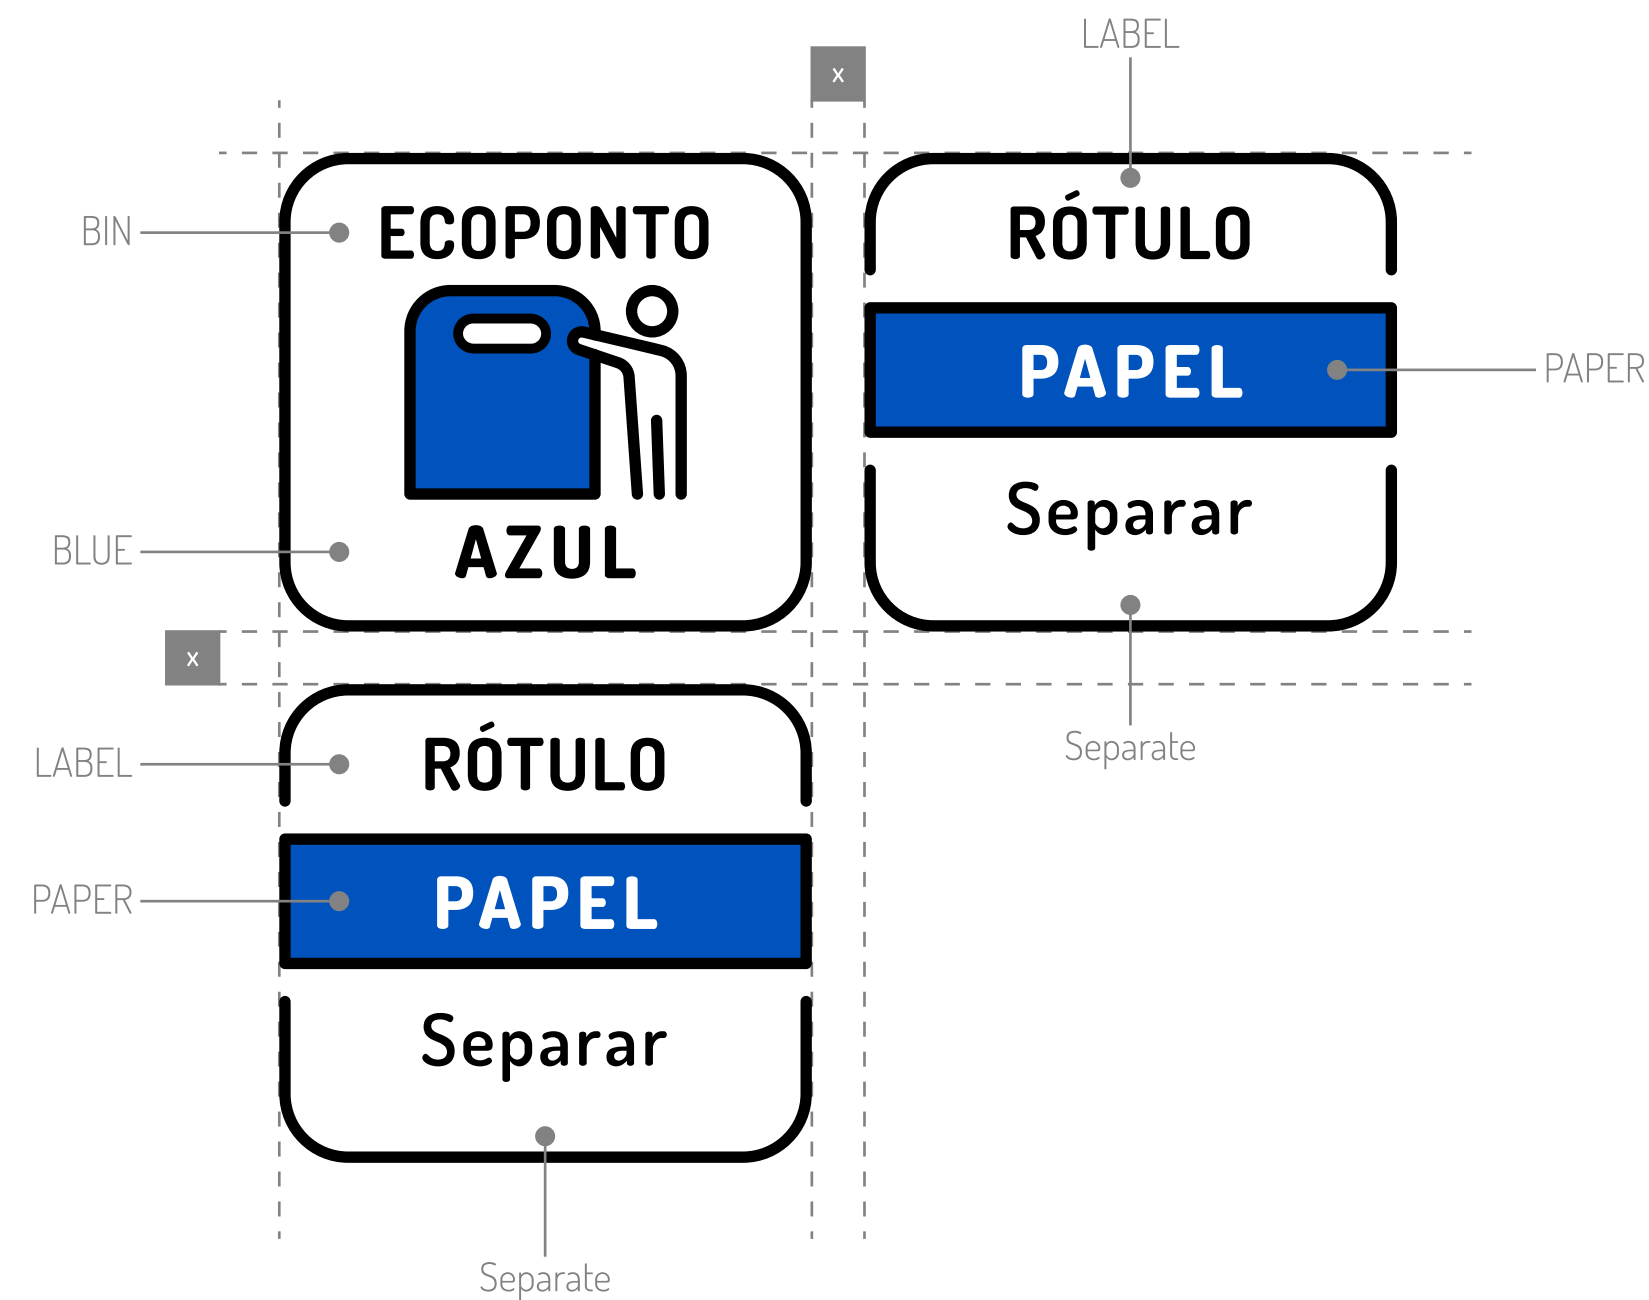 LABEL
x
BIN
ECOPONTO
RÓTULO
PAPEL
PAPER
Separar
BLUE
AZUL
x
Separate
LABEL
RÓTULO
PAPER
PAPEL
Separar
Separate